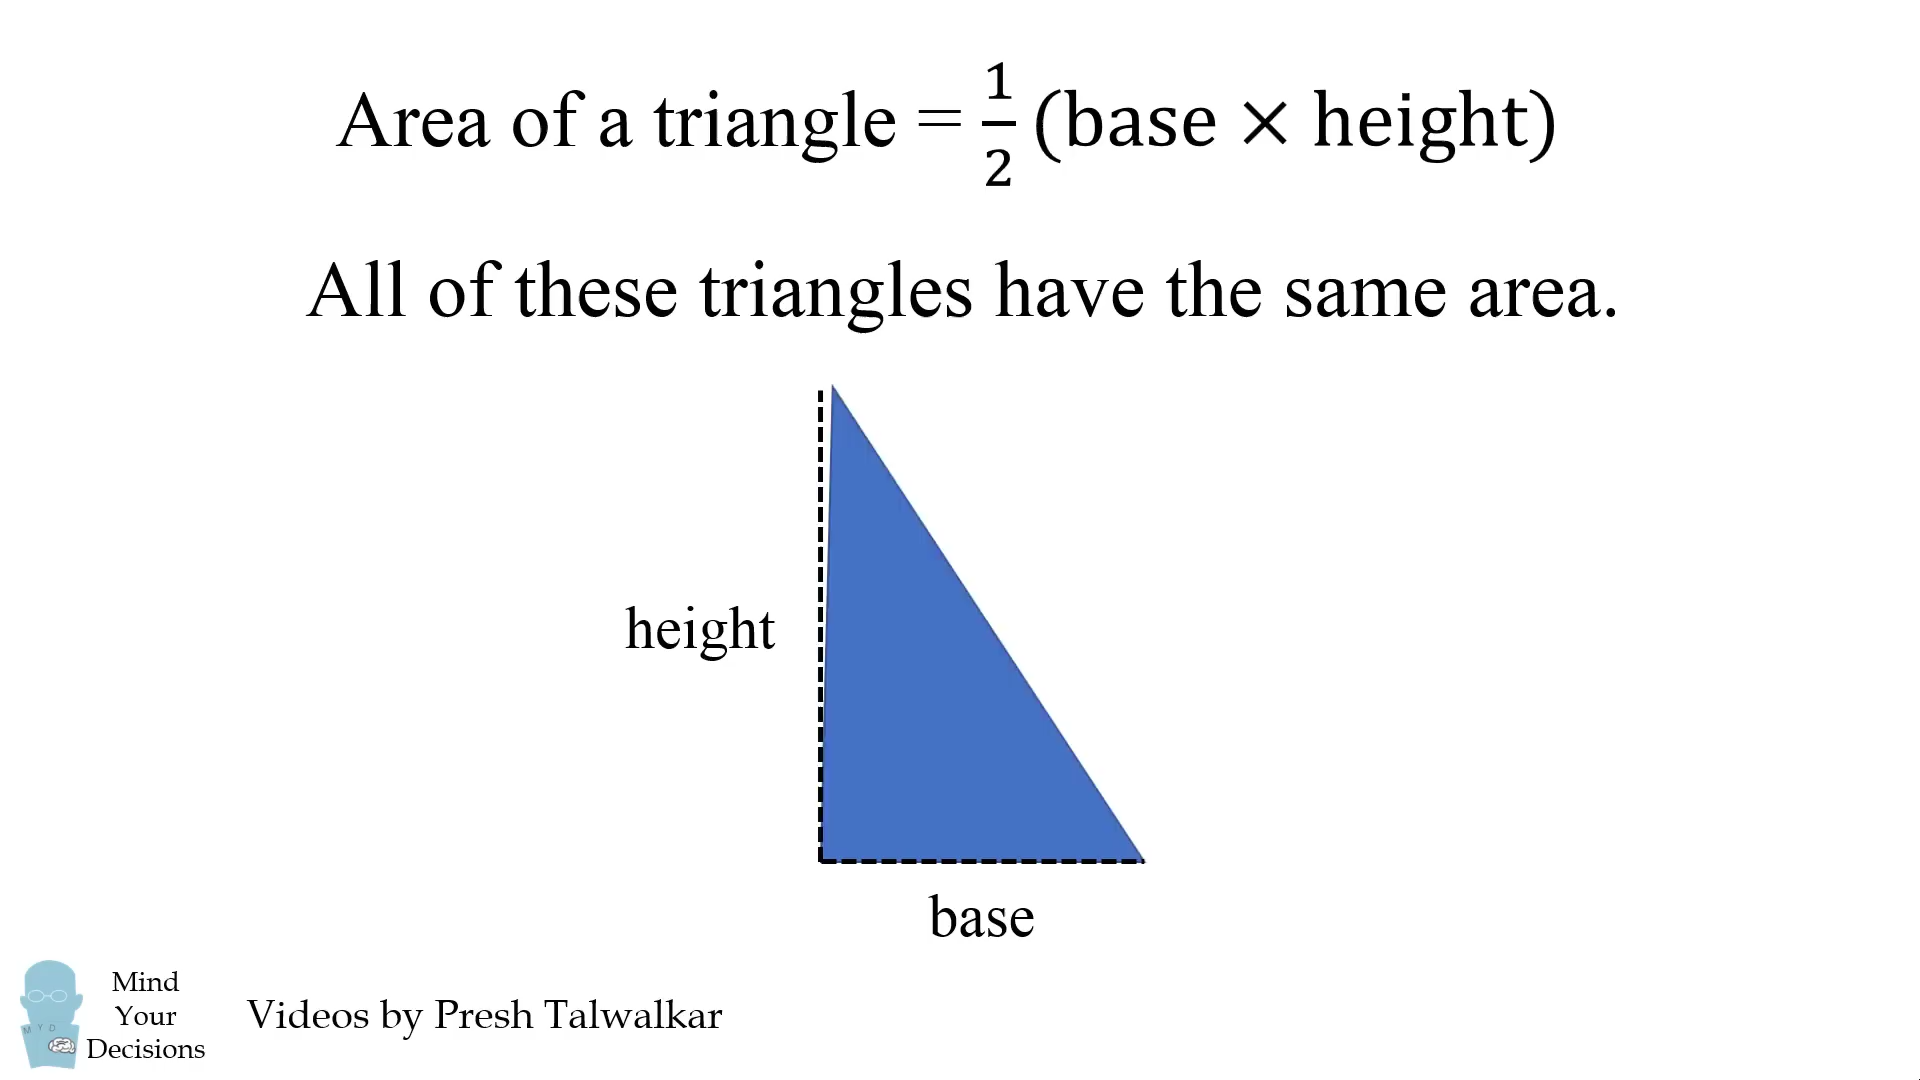 Area of a triangle = 1/2 (base × height)
All of these triangles have the same area.
height
base
Mind
Your
Decisions
M Y D
Videos by Presh Talwalkar